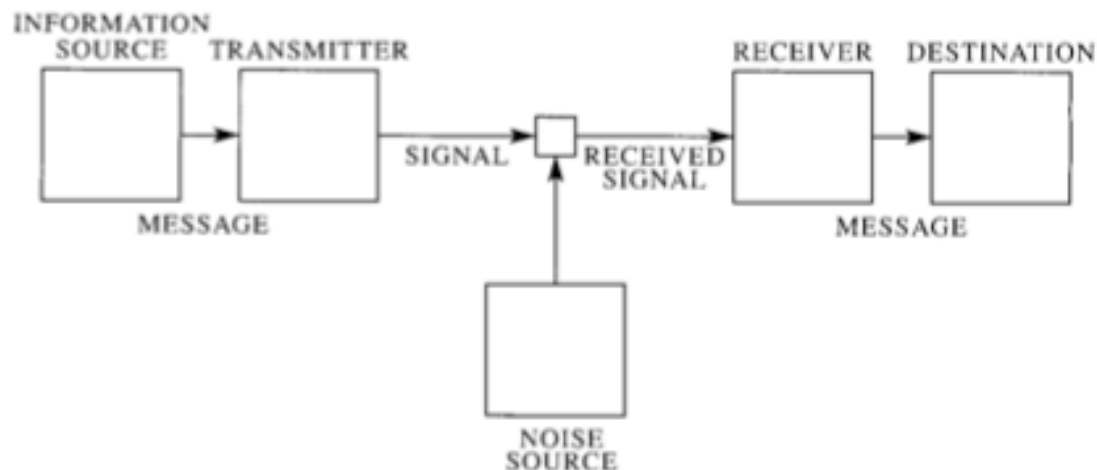 INFORMATION
SOURCE
TRANSMITTER
RECEIVER
DESTINATION
SIGNAL
RECEIVED
SIGNAL
MESSAGE
MESSAGE
NOISE
SOURCE